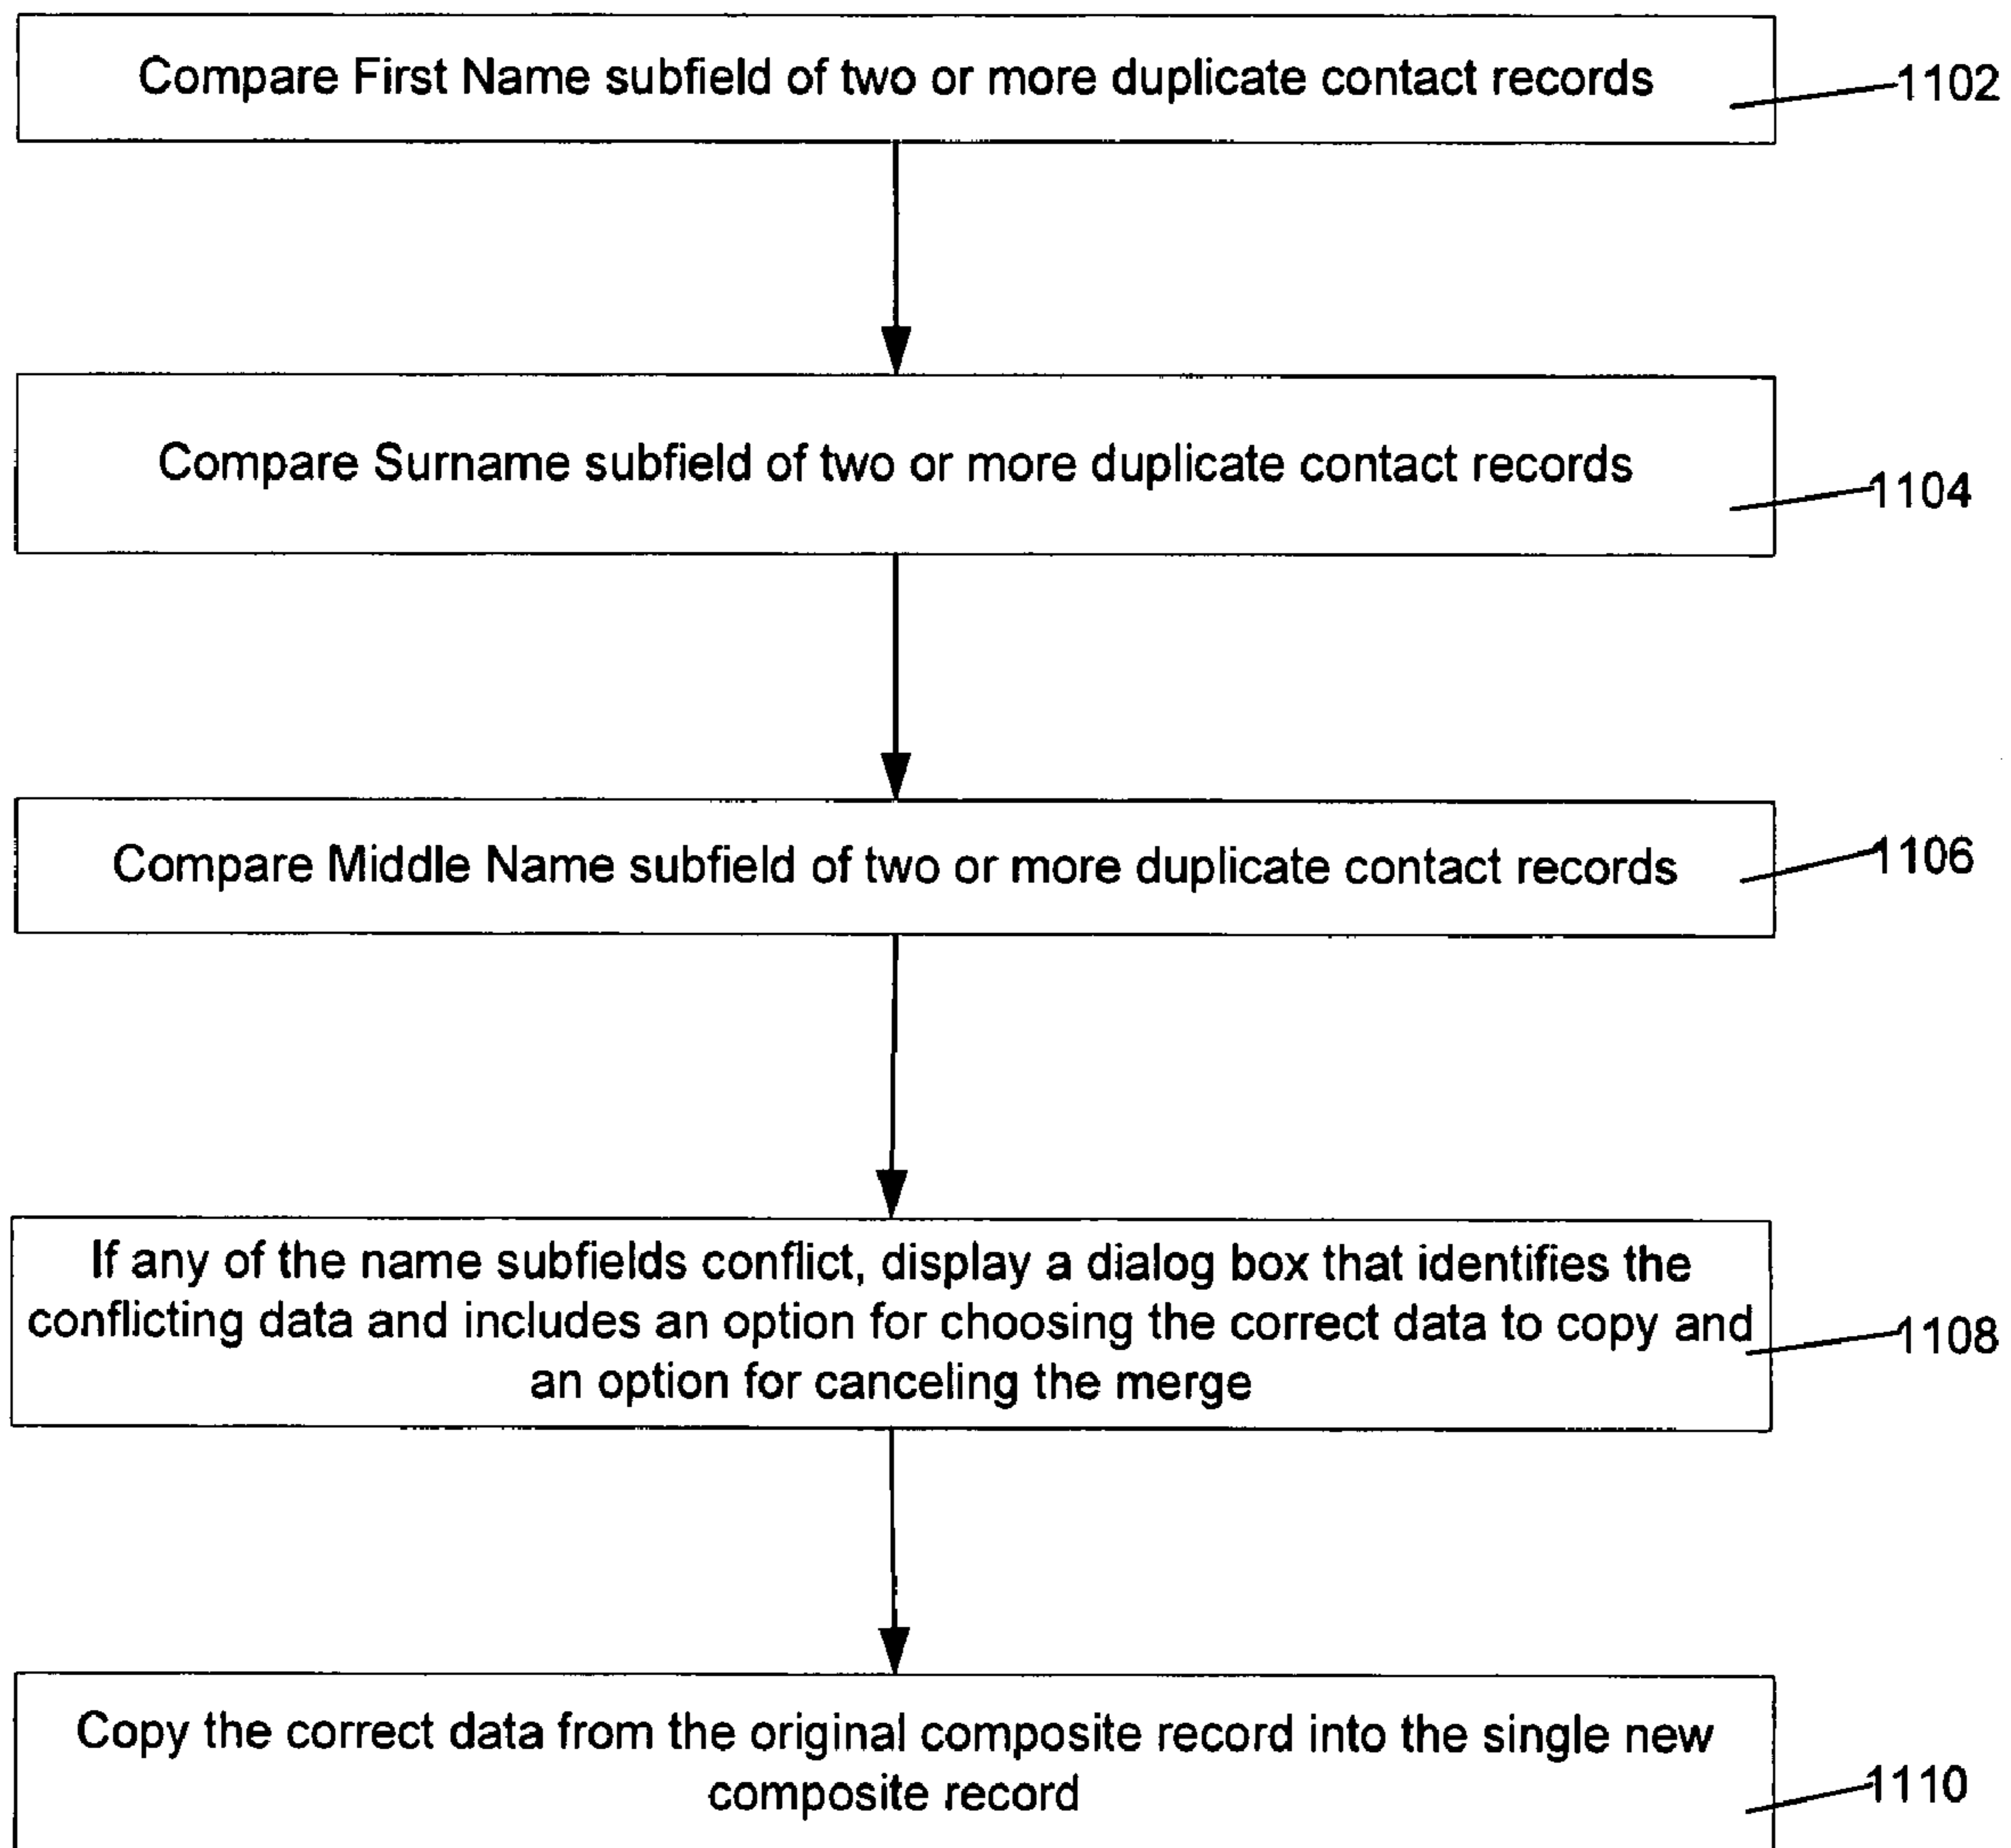 Compare First Name subfield of two or more duplicate contact records
1102
Compare Surname subfield of two or more duplicate contact records
1104
Compare Middle Name subfield of two or more duplicate contact records
1106
If any of the name subfields conflict, display a dialog box that identifies the
conflicting data and includes an option for choosing the correct data to copy and
an option for canceling the merge
1108
Copy the correct data from the original composite record into the single new
composite record
1110